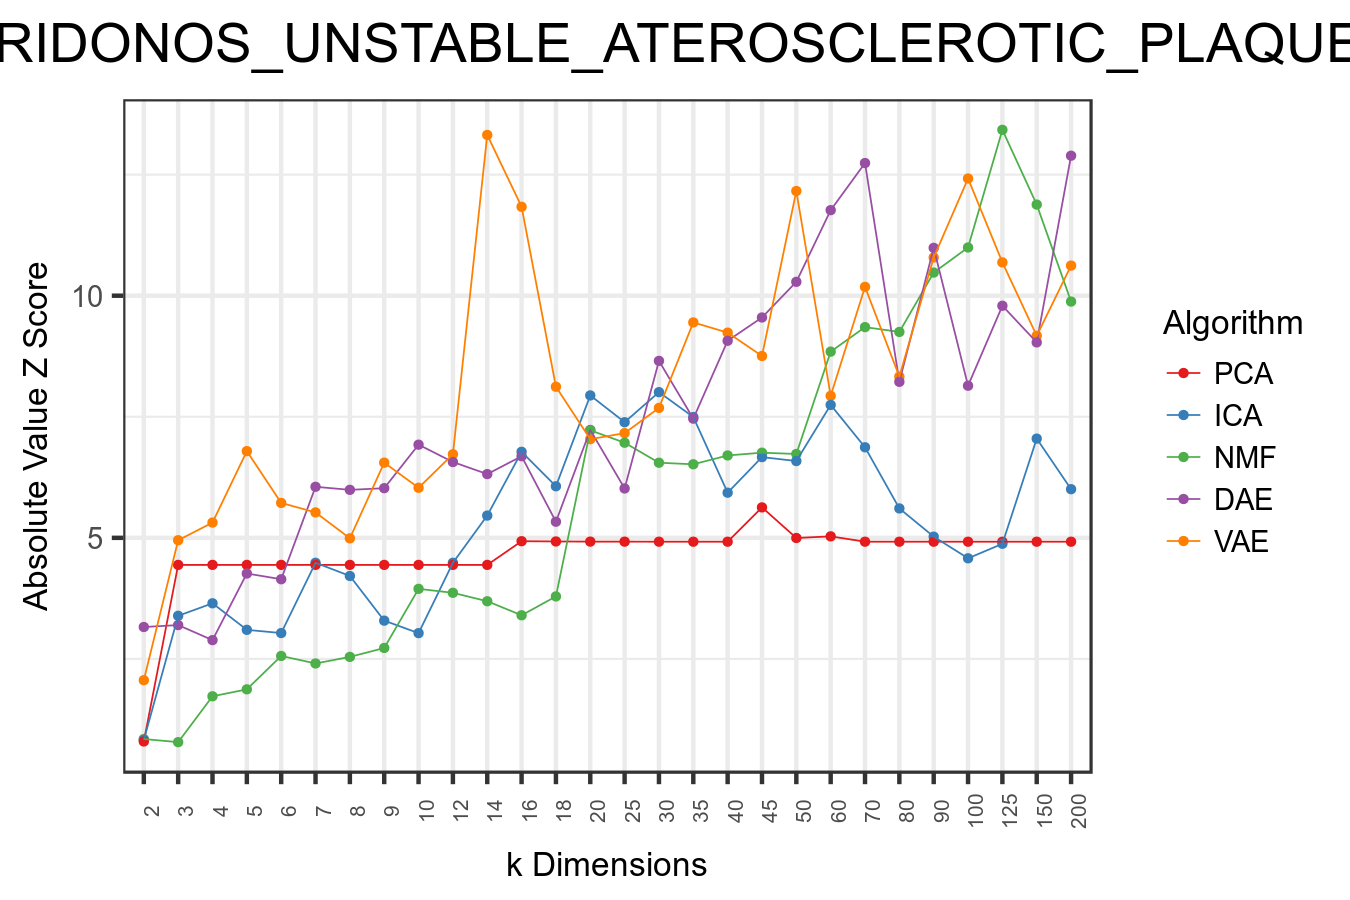 RIDONOS_UNSTABLE_ATEROSCLEROTIC_PLAQUE
Absolute Value Z Score
10
5
2 3 4 5 6 7 8 9 10 12 14 16 18 20 25 30 35 40 45 50 60 70 80 90 100 125 150 200
k Dimensions
Algorithm
PCA
ICA
NMF
DAE
VAE